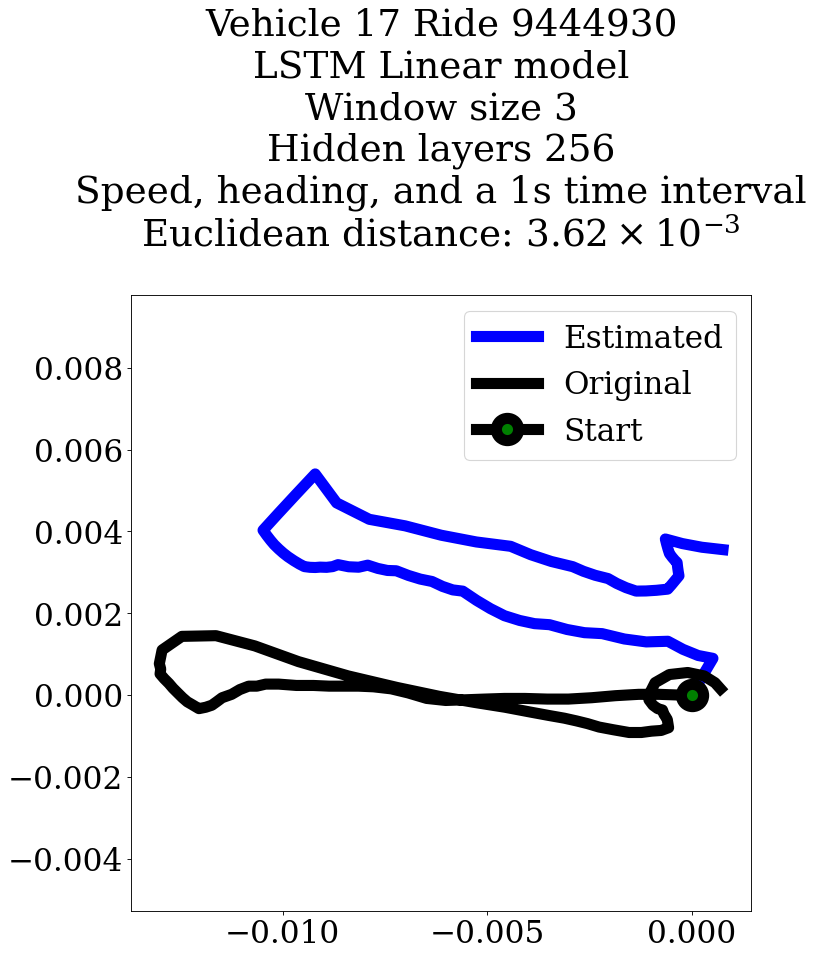 Vehicle 17 Ride 9444930
LSTM Linear model
Window size 3
Hidden layers 256
Speed, heading, and a 1s time interval
Euclidean distance: 3.62 × 10⁻³
Estimated
Original
Start
0.008
0.006
0.004
0.002
0.000
−0.002
−0.004
−0.010
−0.005
0.000